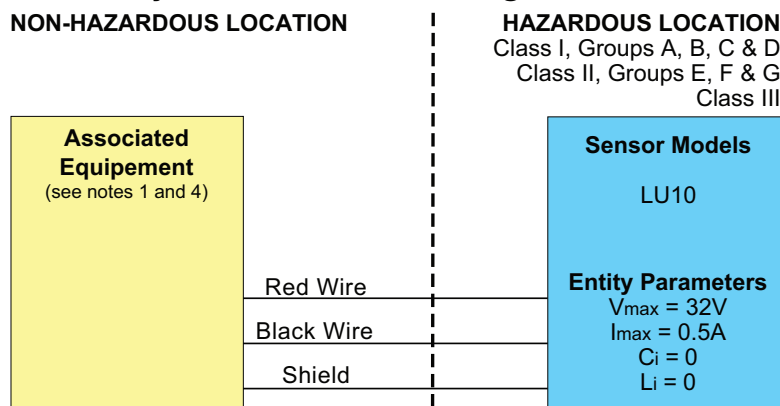 NON-HAZARDOUS LOCATION
HAZARDOUS LOCATION
Class I, Groups A, B, C & D
Class II, Groups E, F & G
Class III
Associated
Equipement
(see notes 1 and 4)
Red Wire
Black Wire
Shield
Sensor Models
LU10
Entity Parameters
Vmax = 32V
Imax = 0.5A
Ci = 0
Li = 0